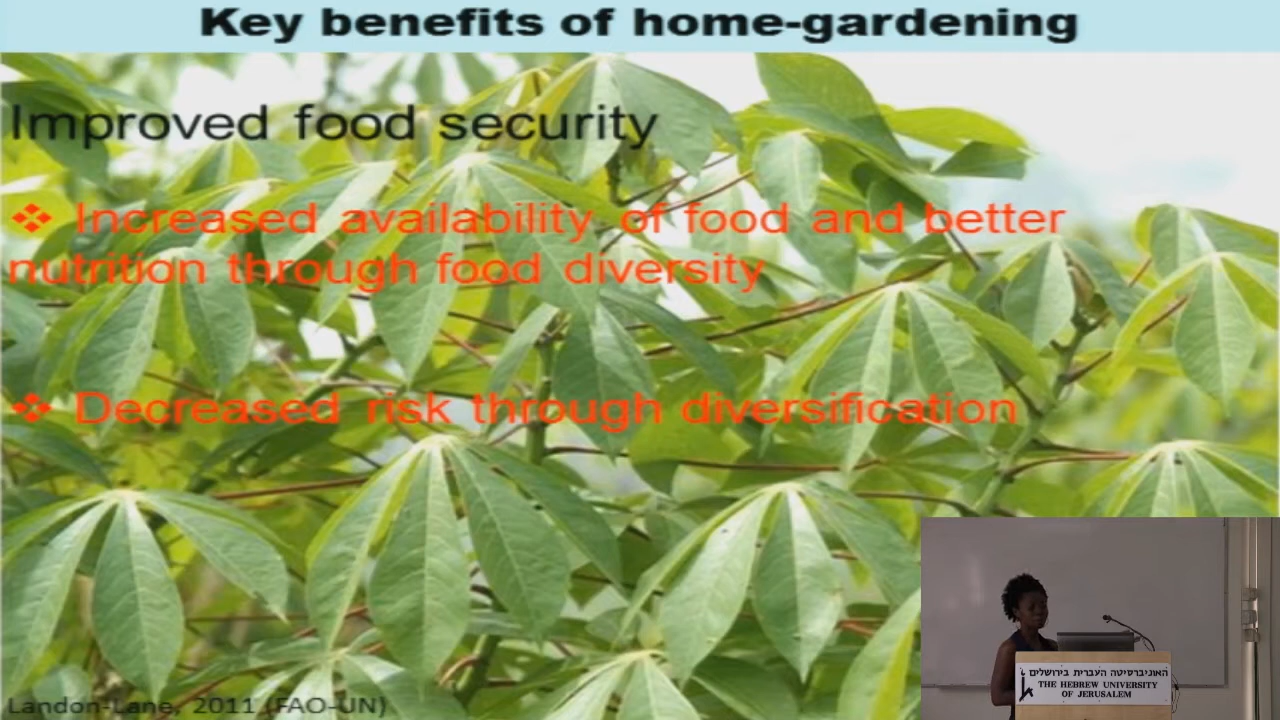 Key benefits of home-gardening
Improved food security
❖ Increased availability of food and better
nutrition through food diversity
❖ Decreased risk through diversification
Landon-Lane, 2011 (FAO-UN)
האוניברסיטה העברית בירושלים
THE HEBREW UNIVERSITY
OF JERUSALEM